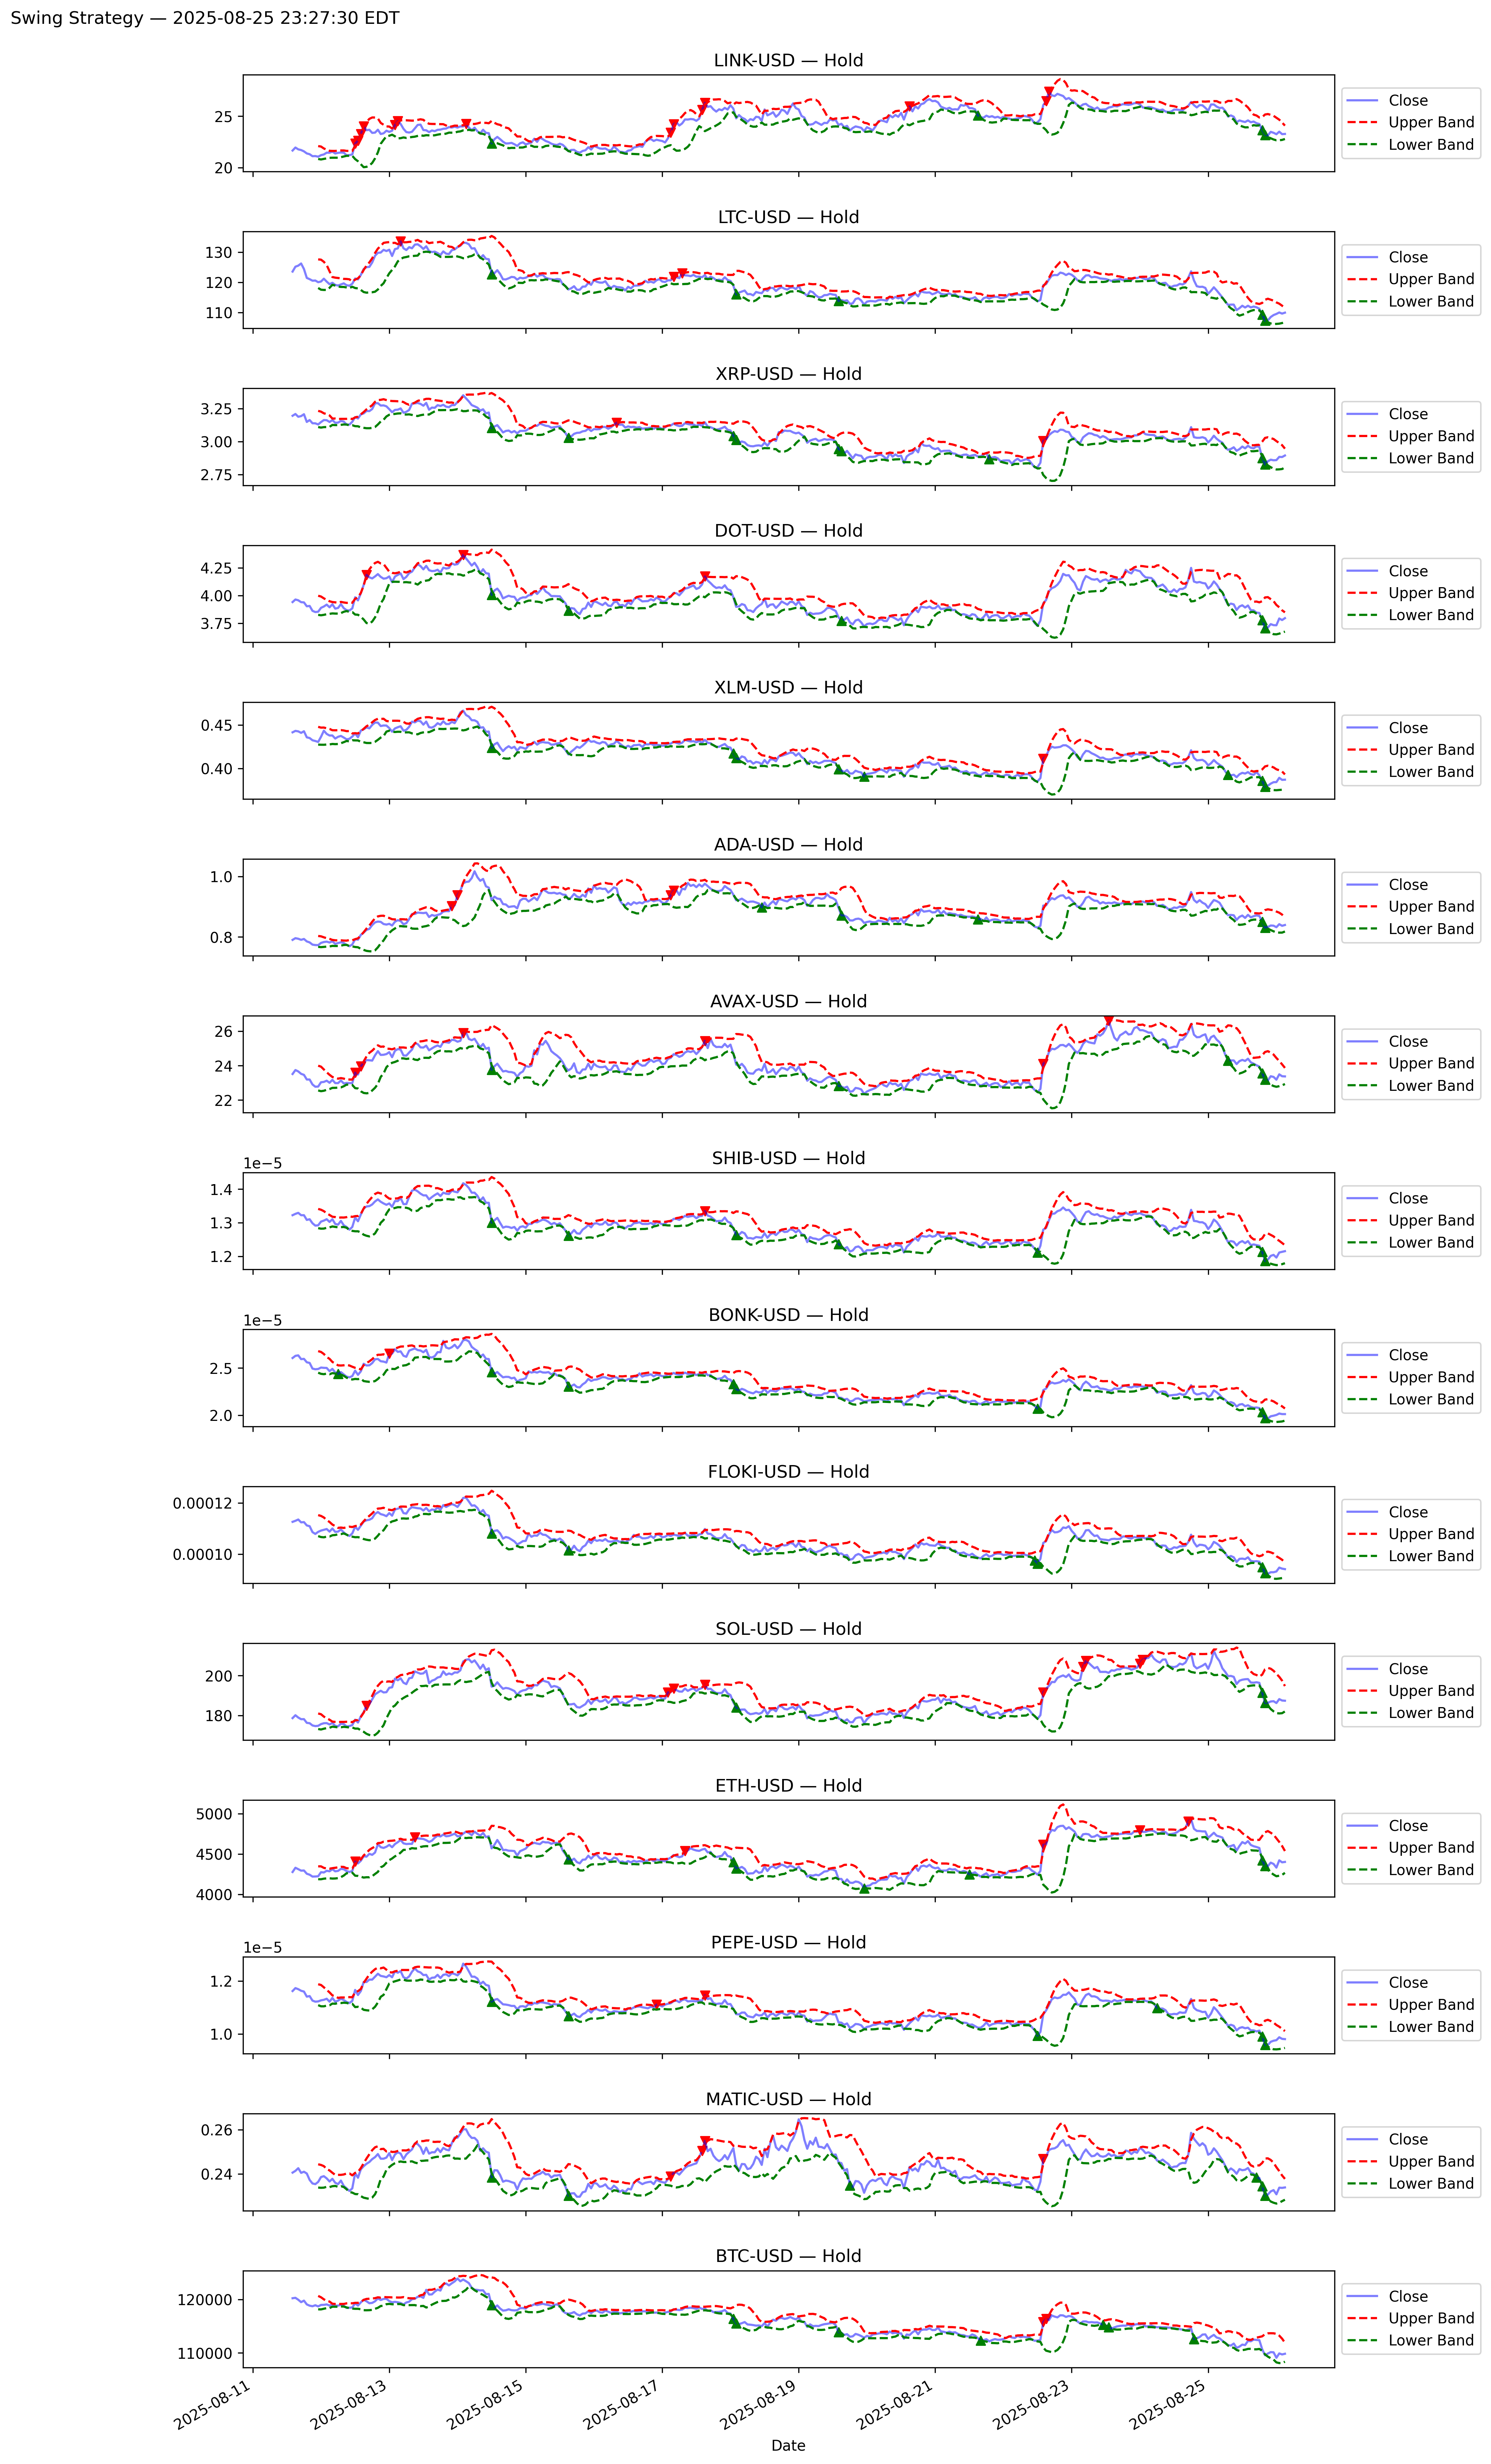 Swing Strategy — 2025-08-25 23:27:30 EDT
LINK-USD — Hold
25
20
Close
Upper Band
Lower Band
LTC-USD — Hold
130
120
110
Close
Upper Band
Lower Band
XRP-USD — Hold
3.25
3.00
2.75
Close
Upper Band
Lower Band
DOT-USD — Hold
4.25
4.00
3.75
Close
Upper Band
Lower Band
XLM-USD — Hold
0.45
0.40
Close
Upper Band
Lower Band
ADA-USD — Hold
1.0
0.8
Close
Upper Band
Lower Band
AVAX-USD — Hold
26
24
22
Close
Upper Band
Lower Band
SHIB-USD — Hold
1e−5
1.4
1.3
1.2
Close
Upper Band
Lower Band
BONK-USD — Hold
1e−5
2.5
2.0
Close
Upper Band
Lower Band
FLOKI-USD — Hold
0.00012
0.00010
Close
Upper Band
Lower Band
SOL-USD — Hold
200
180
Close
Upper Band
Lower Band
ETH-USD — Hold
5000
4500
4000
Close
Upper Band
Lower Band
PEPE-USD — Hold
1e−5
1.2
1.0
Close
Upper Band
Lower Band
MATIC-USD — Hold
0.26
0.24
Close
Upper Band
Lower Band
BTC-USD — Hold
120000
110000
Close
Upper Band
Lower Band
2025-08-11
2025-08-13
2025-08-15
2025-08-17
2025-08-19
2025-08-21
2025-08-23
2025-08-25
Date